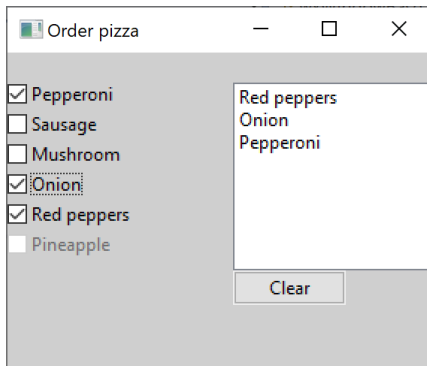 Order pizza
Pepperoni
Sausage
Mushroom
Onion
Red peppers
Pineapple
Red peppers
Onion
Pepperoni
Clear